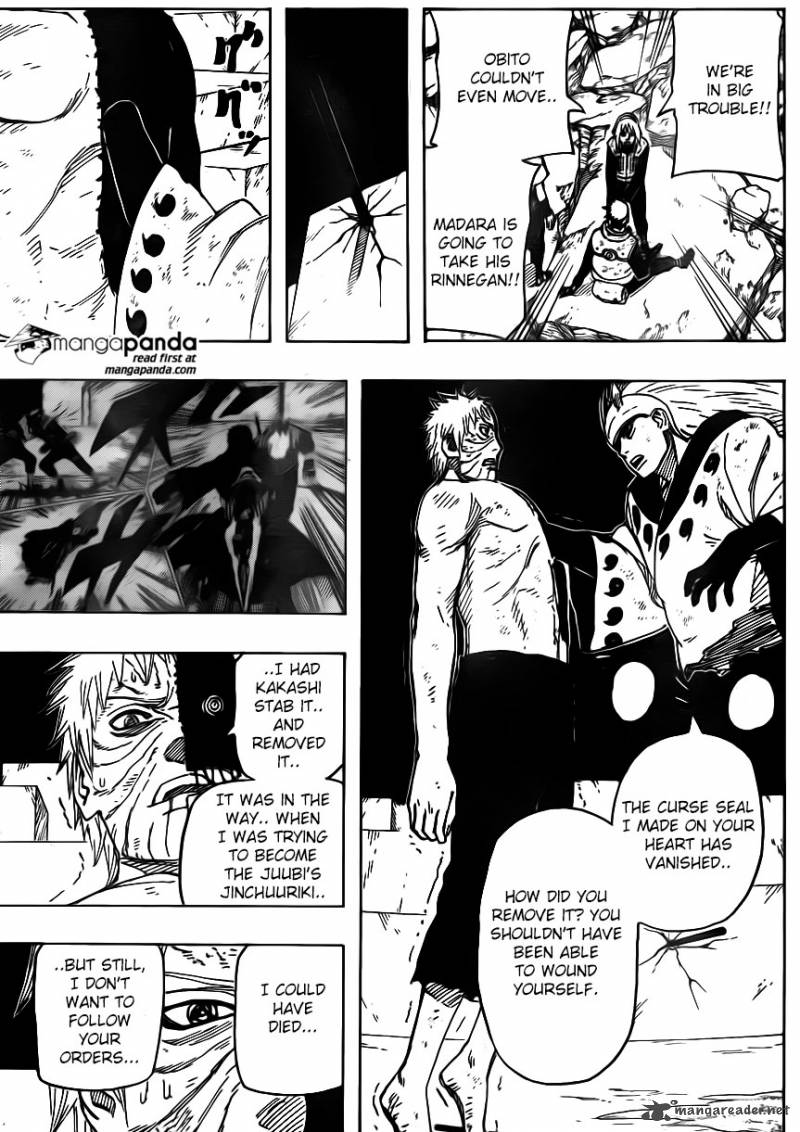 WE'RE
IN BIG
TROUBLE!!
OBITO
COULDN'T
EVEN MOVE..
MADARA IS
GOING TO
TAKE HIS
RINNEGAN!!
mangapanda
read first at
mangapanda.com
THE CURSE SEAL
I MADE ON YOUR
HEART HAS
VANISHED..
HOW DID YOU
REMOVE IT? YOU
SHOULDN'T HAVE
BEEN ABLE
TO WOUND
YOURSELF.
..I HAD
KAKASHI
STAB IT..
AND
REMOVED
IT..
IT WAS IN THE
WAY.. WHEN
I WAS TRYING
TO BECOME
THE JUUBI'S
JINCHUURIKI..
I COULD
HAVE
DIED...
..BUT STILL,
I DON'T
WANT TO
FOLLOW
YOUR
ORDERS...
mangareader.net